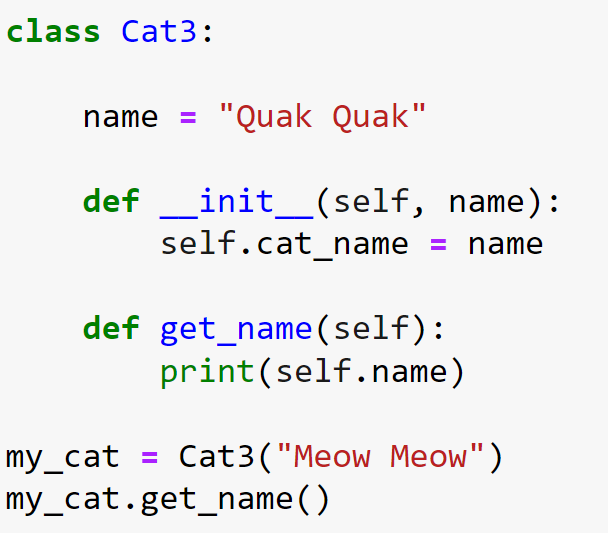 class Cat3:
    name = "Quak Quak"
    def __init__(self, name):
        self.cat_name = name
    def get_name(self):
        print(self.name)
my_cat = Cat3("Meow Meow")
my_cat.get_name()